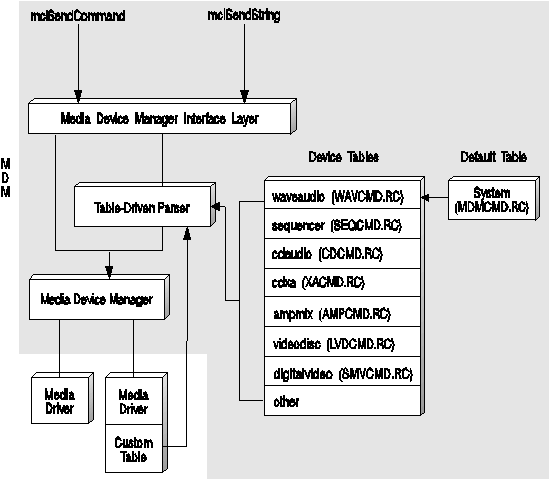 mciSendCommand
mciSendString
Media Device Manager Interface Layer
M
D
M
Device Tables
Default Table
waveaudio (WAVCMD.RC)
System
(MDMCMD.RC)
Table-Driven Parser
sequencer (SEQCMD.RC)
cdaudio (CDCMD.RC)
cdxa (XACMD.RC)
Media Device Manager
ampmix (AMPCMD.RC)
videodisc (LVDCMD.RC)
digitalvideo (SMVCMD.RC)
other
Media
Driver
Media
Driver
Custom
Table